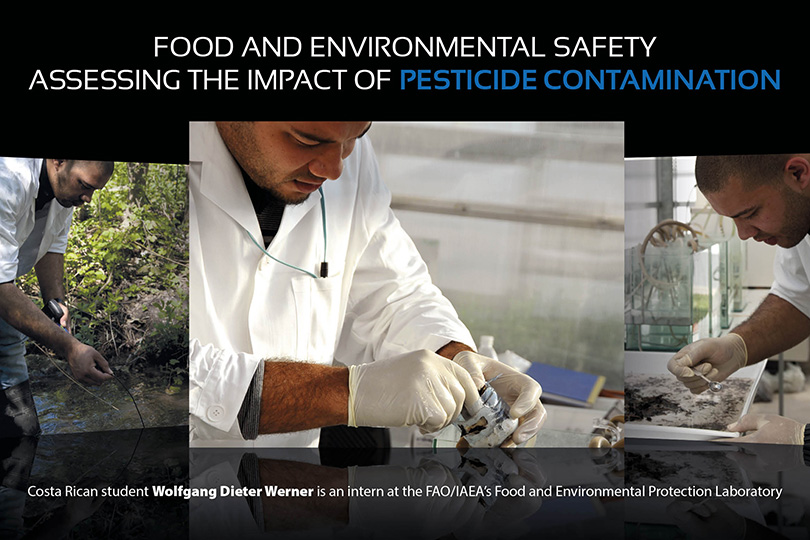 FOOD AND ENVIRONMENTAL SAFETY
ASSESSING THE IMPACT OF PESTICIDE CONTAMINATION
Costa Rican student Wolfgang Dieter Werner is an intern at the FAO/IAEA's Food and Environmental Protection Laboratory